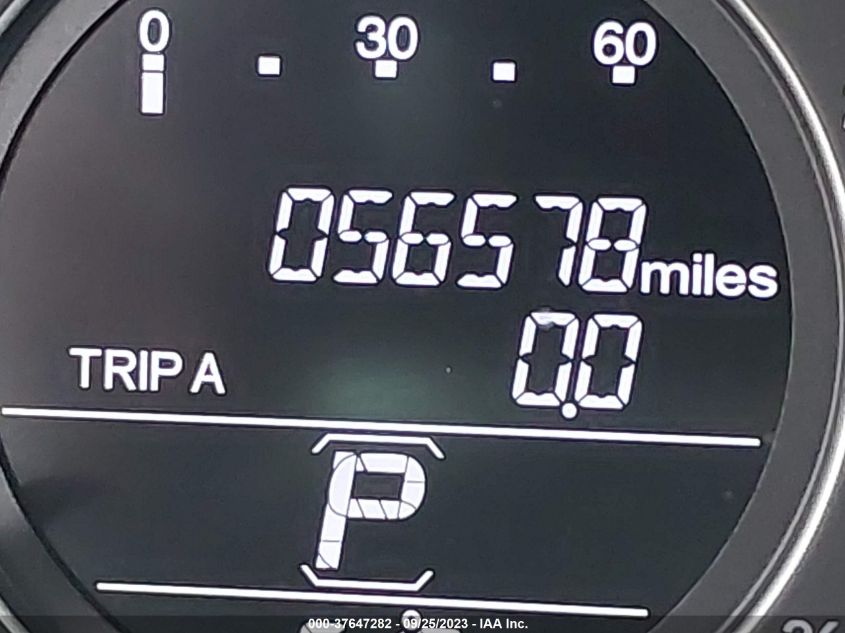 0 30 60
056578 miles
TRIP A 0.0
P
000-37647282 - 09/25/2023 - IAA Inc.